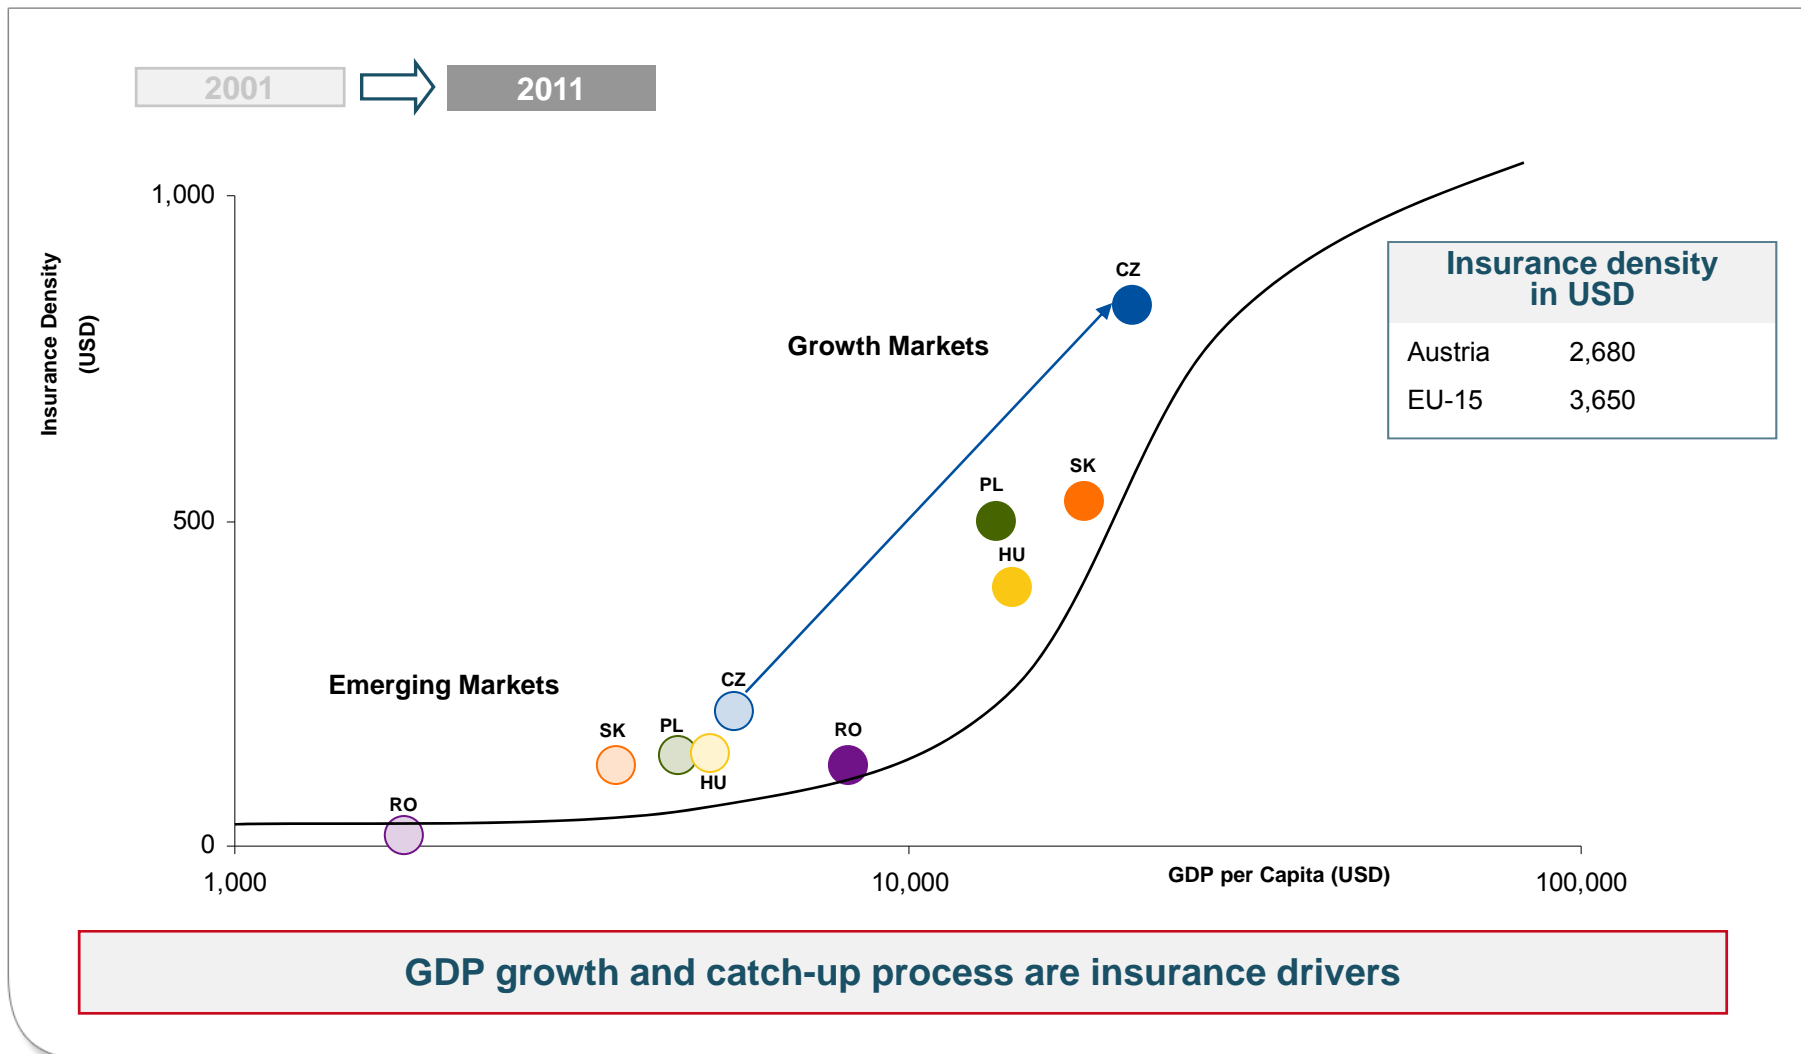 2001
2011
1,000
Insurance Density
(USD)
CZ
Insurance density
in USD
Growth Markets
Austria 2,680
EU-15 3,650
SK
PL
500
HU
CZ
Emerging Markets
SK
PL
RO
HU
RO
0
1,000
10,000
GDP per Capita (USD)
100,000
GDP growth and catch-up process are insurance drivers